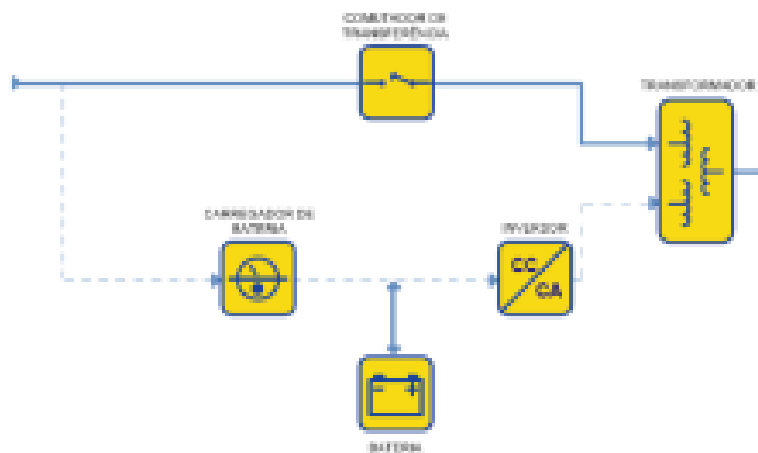 COMUTADOR DE
TRANSFERÊNCIA
TRANSFORMADOR
CARREGADOR DE
BATERIA
INVERSOR
CC
CA
BATERIA